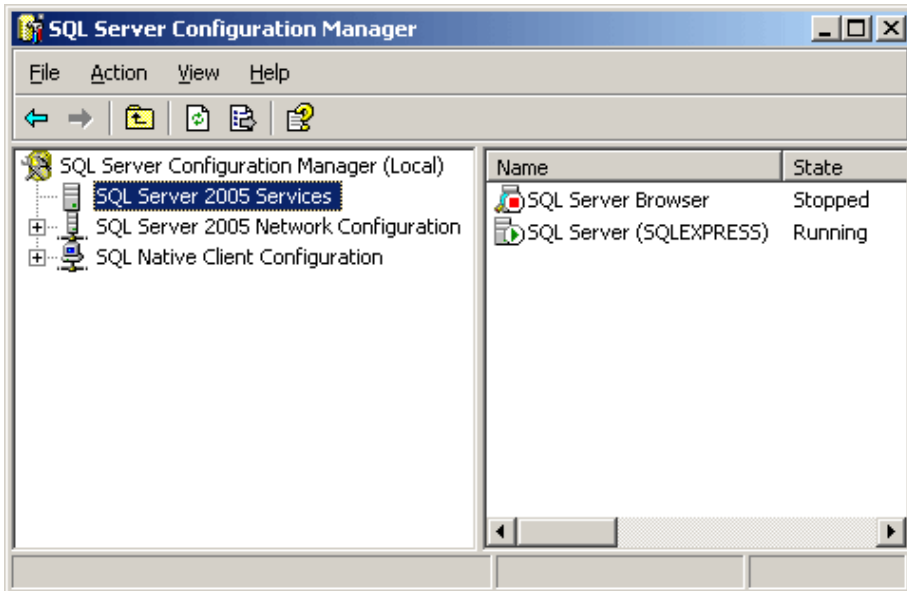 SQL Server Configuration Manager
File Action View Help
SQL Server Configuration Manager (Local)
SQL Server 2005 Services
SQL Server 2005 Network Configuration
SQL Native Client Configuration
Name State
SQL Server Browser Stopped
SQL Server (SQLEXPRESS) Running